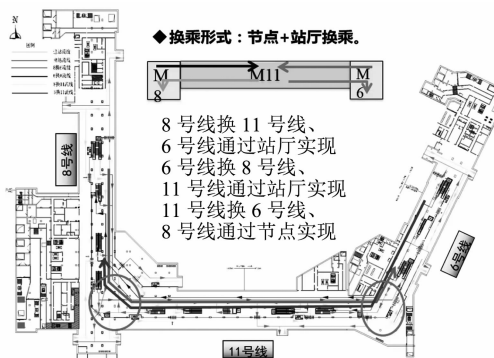 ◆换乘形式：节点+站厅换乘。
N
M
8
M11
M
6
8 号线换 11 号线、
6 号线通过站厅实现
6 号线换 8 号线、
11 号线通过站厅实现
11 号线换 6 号线、
8 号线通过节点实现
8号线
6号线
11号线